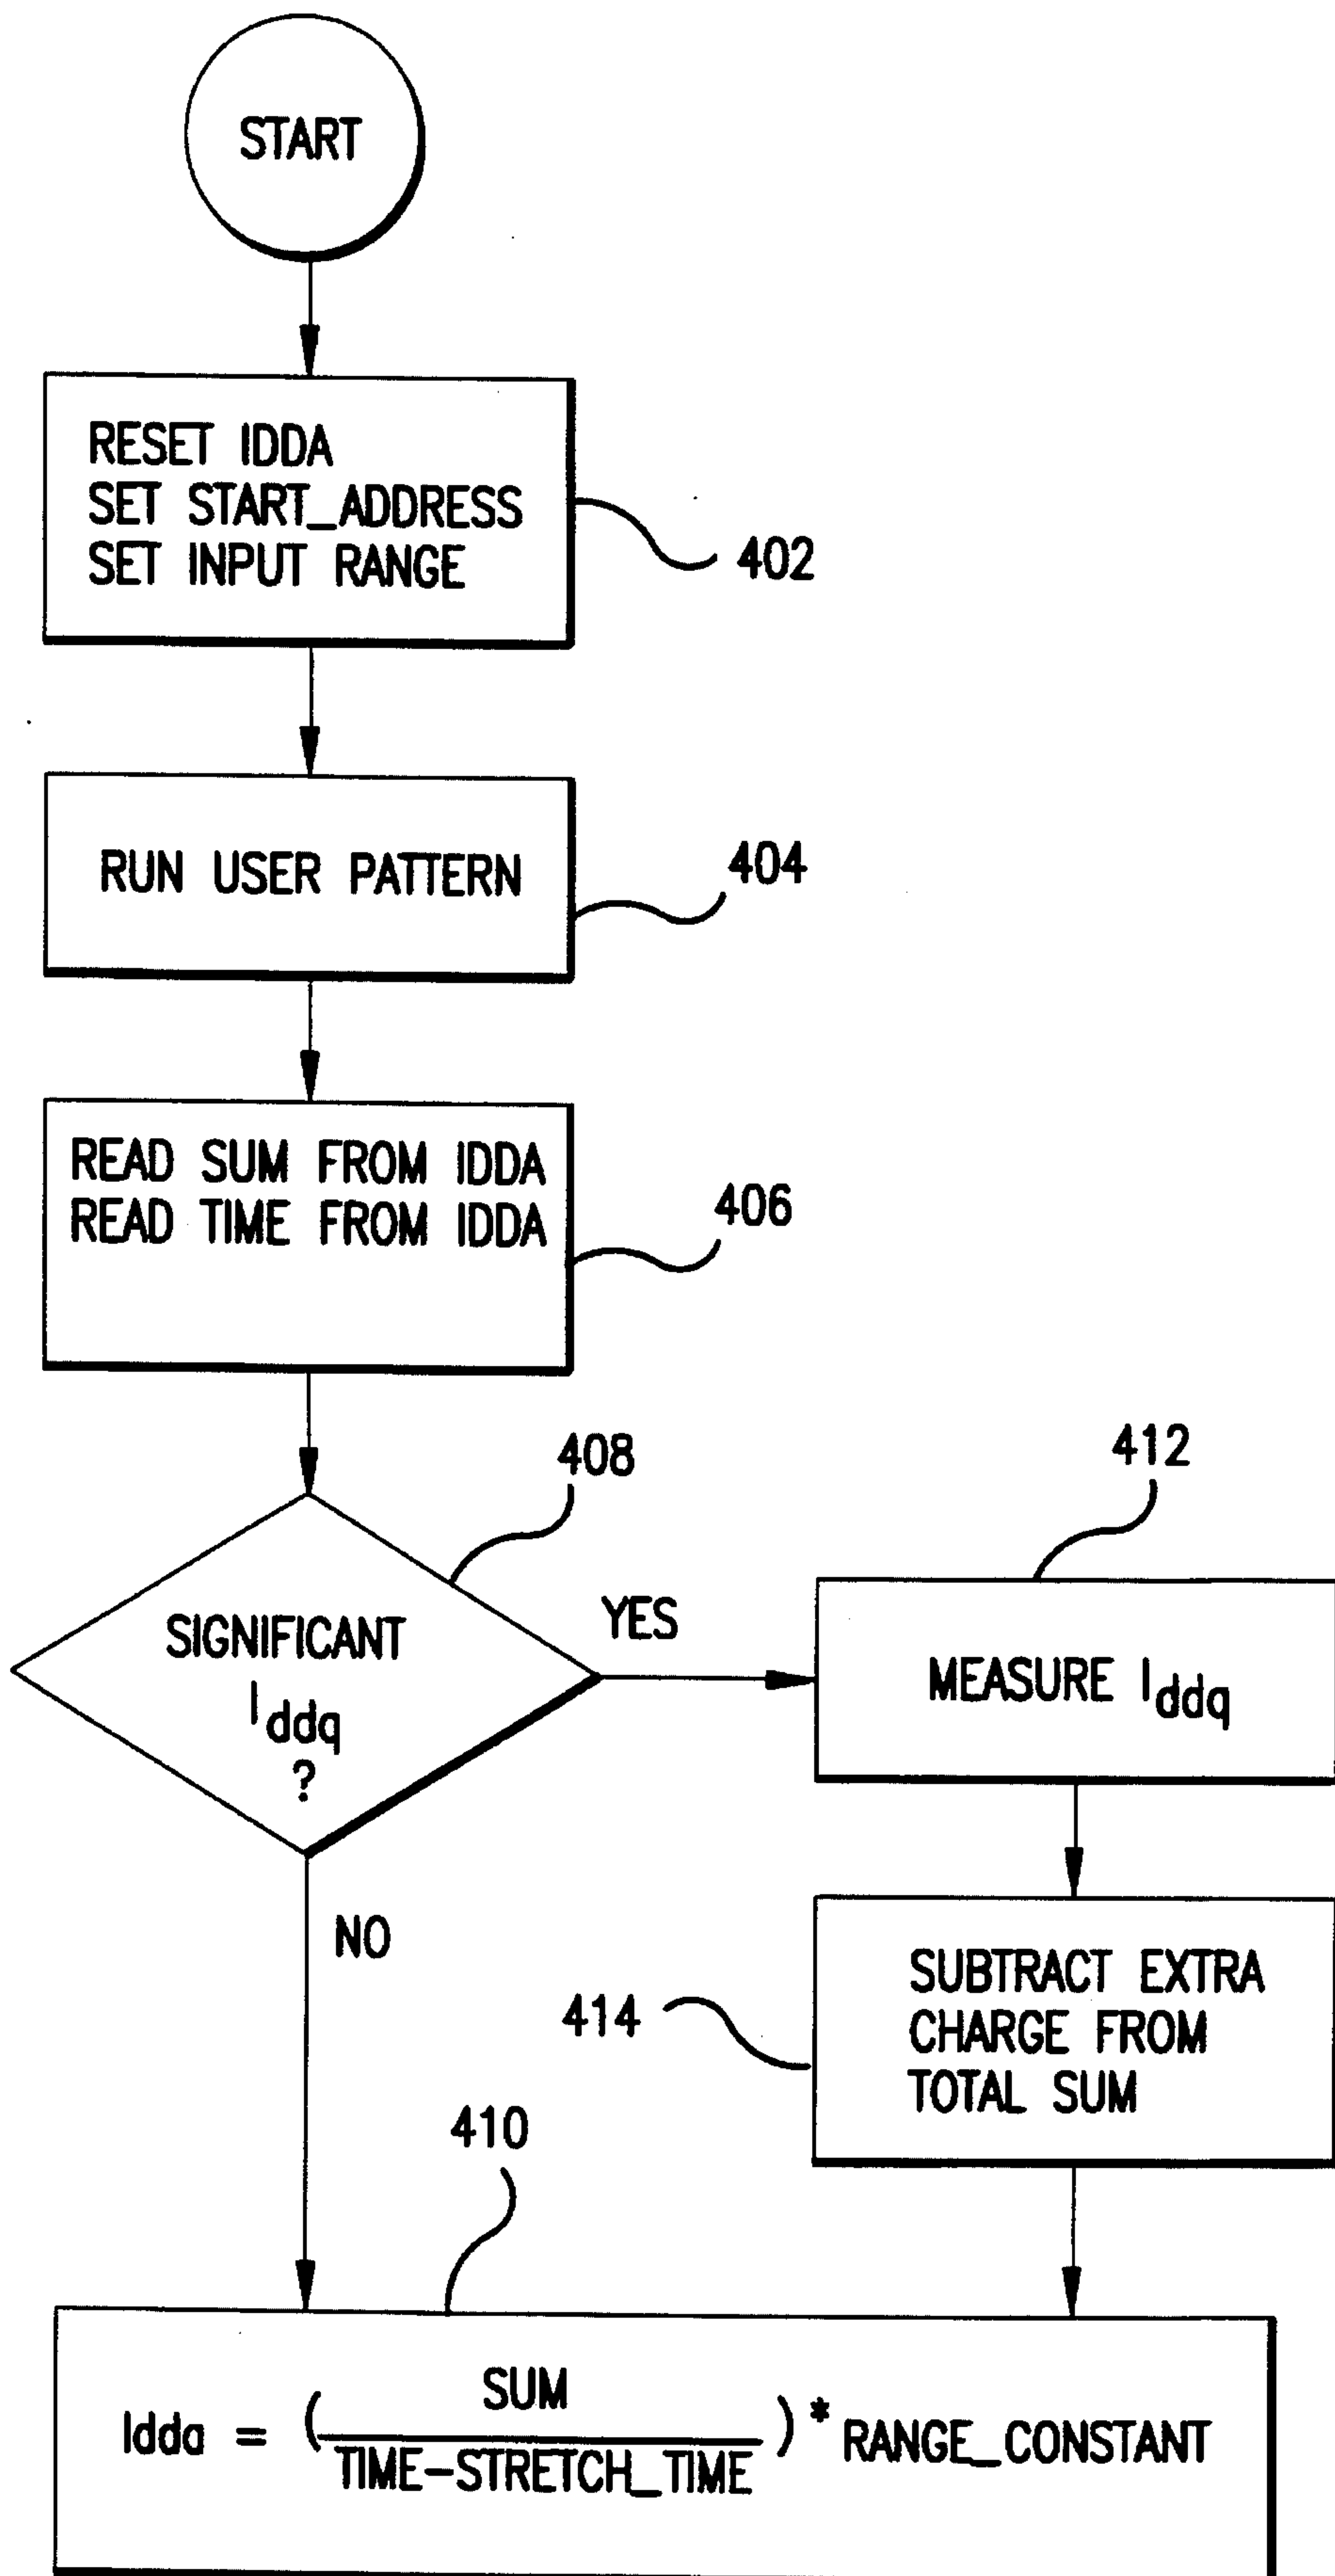 START
RESET IDDA
SET START_ADDRESS
SET INPUT RANGE
402
RUN USER PATTERN
404
READ SUM FROM IDDA
READ TIME FROM IDDA
406
408
SIGNIFICANT
Iddq
?
YES
NO
412
MEASURE Iddq
414
SUBTRACT EXTRA
CHARGE FROM
TOTAL SUM
410
Idda = (SUM / TIME-STRETCH_TIME) * RANGE_CONSTANT